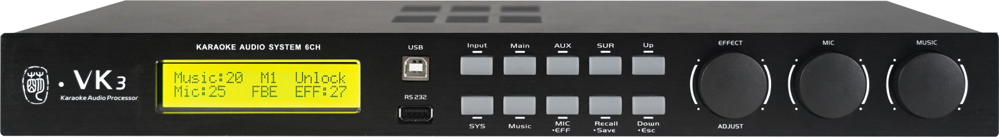 KARAOKE AUDIO SYSTEM 6CH
• VK3
Karaoke Audio Processor
Music:20 M1 Unlock
Mic:25 FBE EFF:27
USB
RS 232
Input Main AUX SUR Up
SYS Music MIC •EFF Recall •Save Down •Esc
EFFECT MIC MUSIC
ADJUST